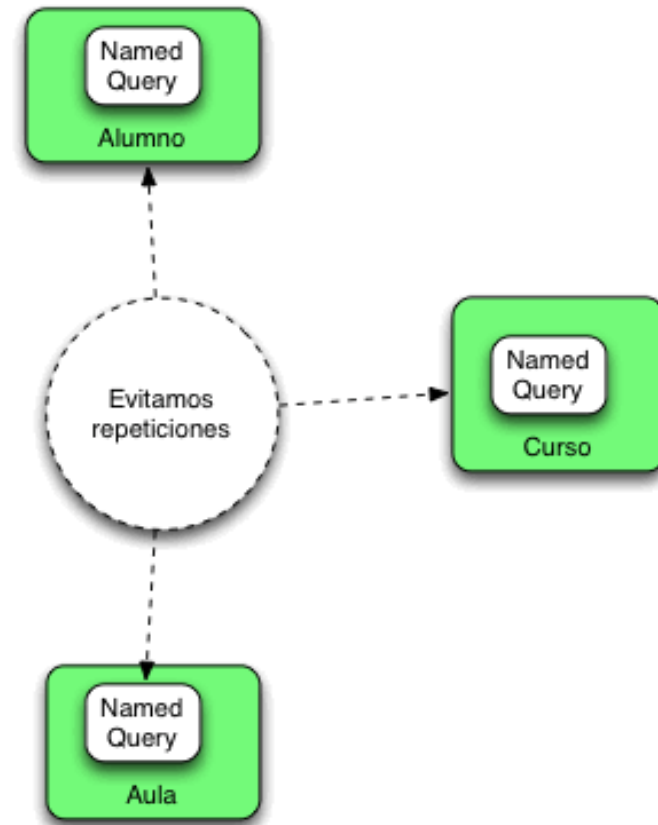 Named
Query
Alumno
Evitamos
repeticiones
Named
Query
Curso
Named
Query
Aula